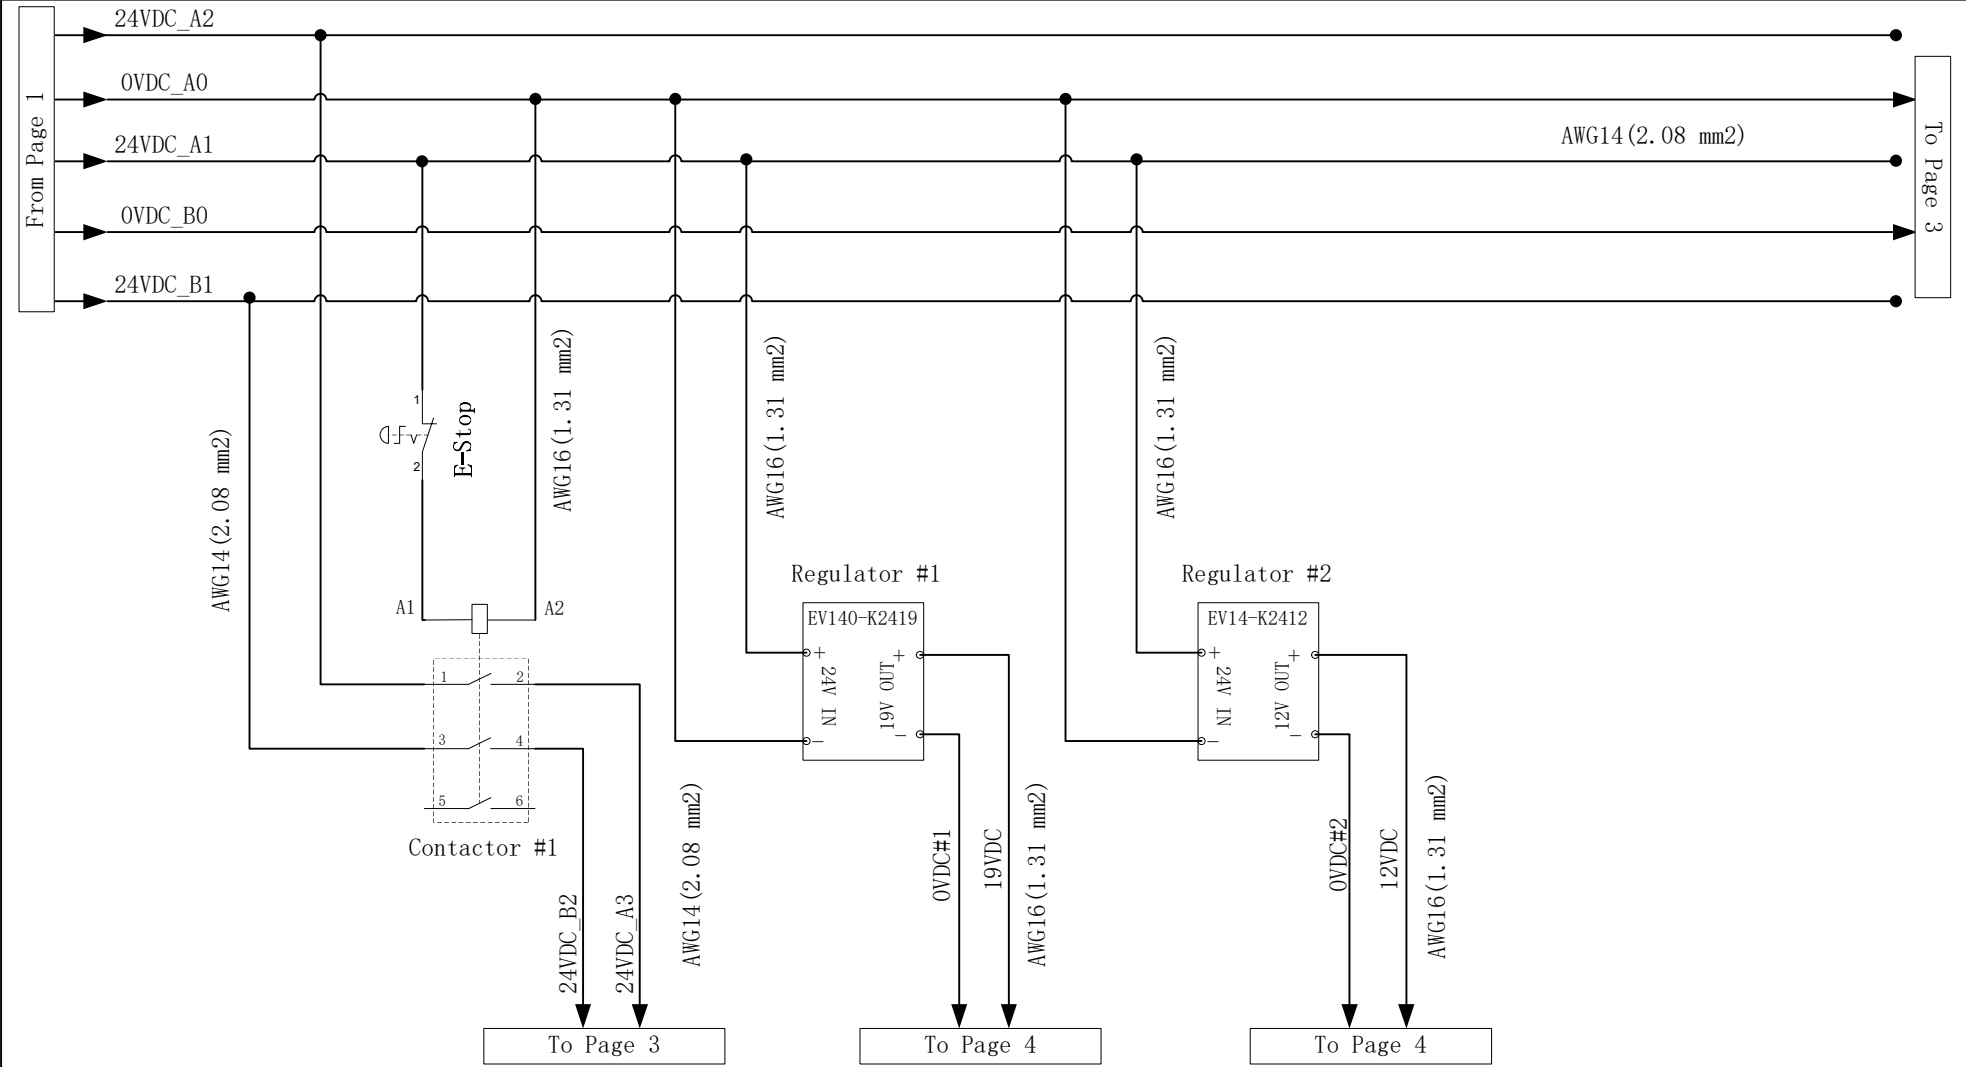 24VDC_A2
0VDC_A0
24VDC_A1
0VDC_B0
24VDC_B1
From Page 1
To Page 3
AWG14(2.08 mm2)
AWG14(2.08 mm2)
1
2
E-Stop
AWG16(1.31 mm2)
AWG16(1.31 mm2)
AWG16(1.31 mm2)
A1
A2
1
2
3
4
5
6
Contactor #1
24VDC_B2
24VDC_A3
AWG14(2.08 mm2)
To Page 3
Regulator #1
EV140-K2419
+
24V IN
-
+
19V OUT
-
0VDC#1
19VDC
AWG16(1.31 mm2)
To Page 4
Regulator #2
EV14-K2412
+
24V IN
-
+
12V OUT
-
0VDC#2
12VDC
AWG16(1.31 mm2)
To Page 4